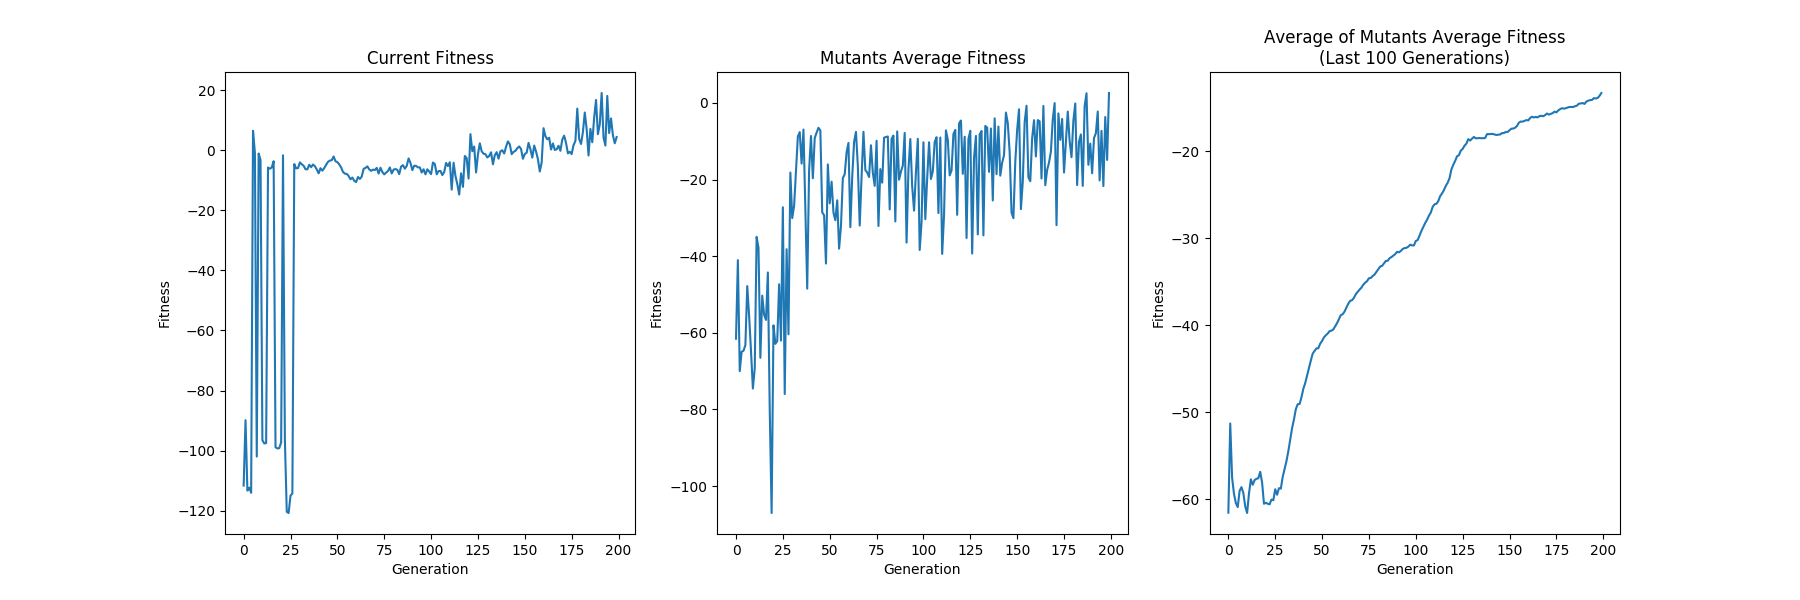 Current Fitness
20
0
−20
−40
−60
−80
−100
−120
Fitness
0 25 50 75 100 125 150 175 200
Generation
Mutants Average Fitness
0
−20
−40
−60
−80
−100
Fitness
0 25 50 75 100 125 150 175 200
Generation
Average of Mutants Average Fitness
(Last 100 Generations)
−20
−30
−40
−50
−60
Fitness
0 25 50 75 100 125 150 175 200
Generation